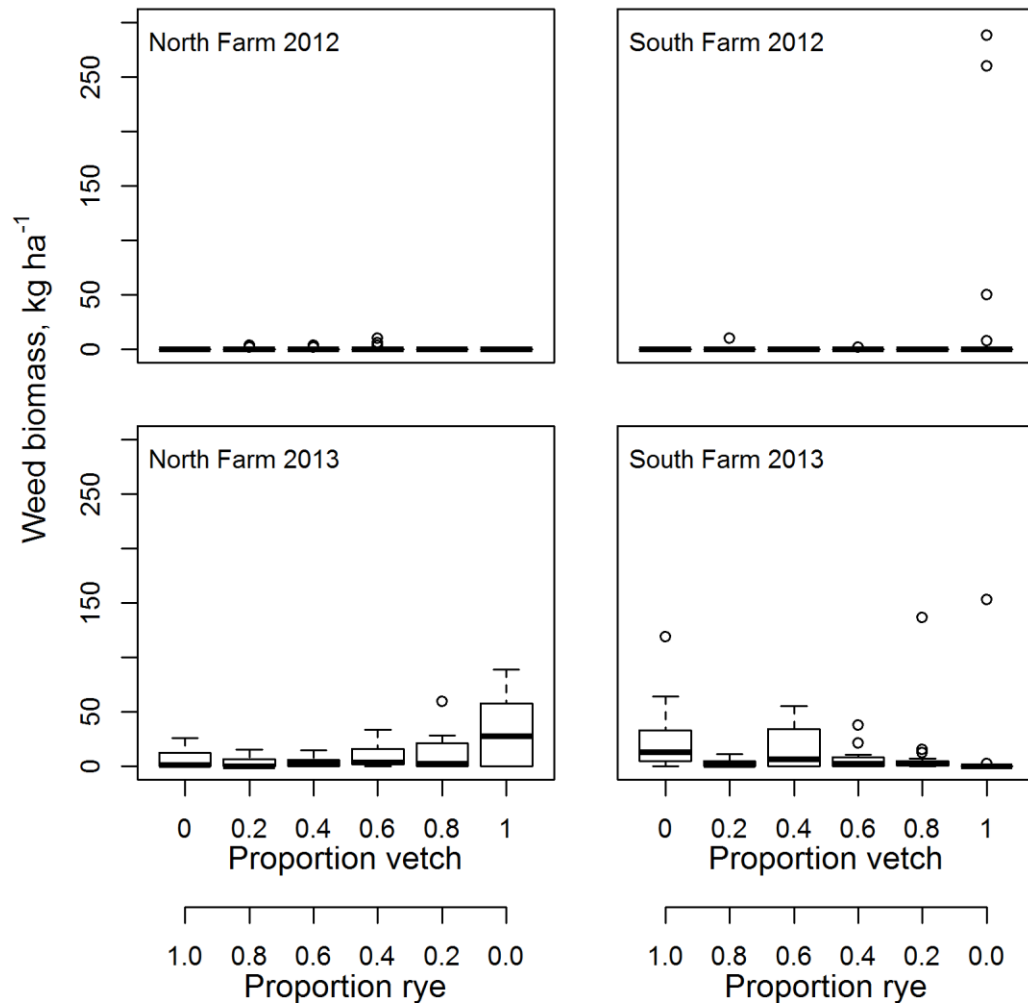 North Farm 2012
South Farm 2012
250
150
50
0
Weed biomass, kg ha⁻¹
North Farm 2013
South Farm 2013
250
150
50
0
0 0.2 0.4 0.6 0.8 1
Proportion vetch
0 0.2 0.4 0.6 0.8 1
Proportion vetch
1.0 0.8 0.6 0.4 0.2 0.0
Proportion rye
1.0 0.8 0.6 0.4 0.2 0.0
Proportion rye